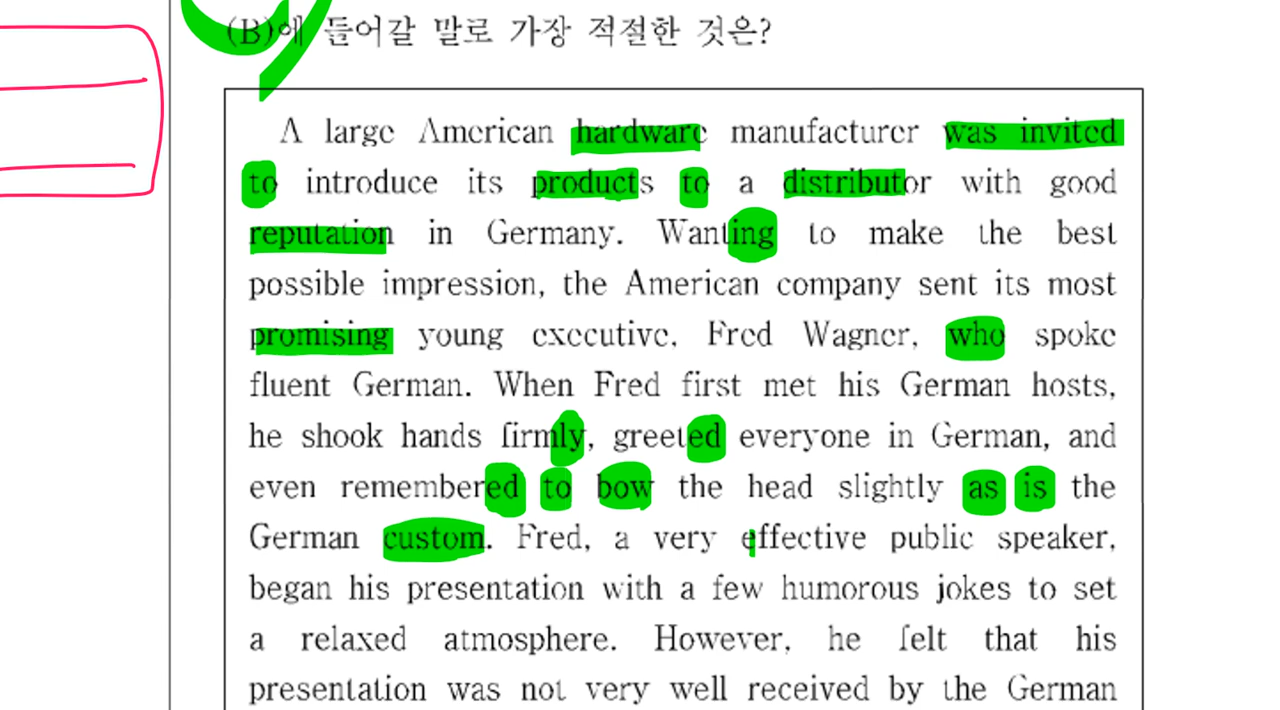 (B)에 들어갈 말로 가장 적절한 것은?
A large American hardware manufacturer was invited
to introduce its products to a distributor with good
reputation in Germany. Wanting to make the best
possible impression, the American company sent its most
promising young executive, Fred Wagner, who spoke
fluent German. When Fred first met his German hosts,
he shook hands firmly, greeted everyone in German, and
even remembered to bow the head slightly as is the
German custom. Fred, a very effective public speaker,
began his presentation with a few humorous jokes to set
a relaxed atmosphere. However, he felt that his
presentation was not very well received by the German